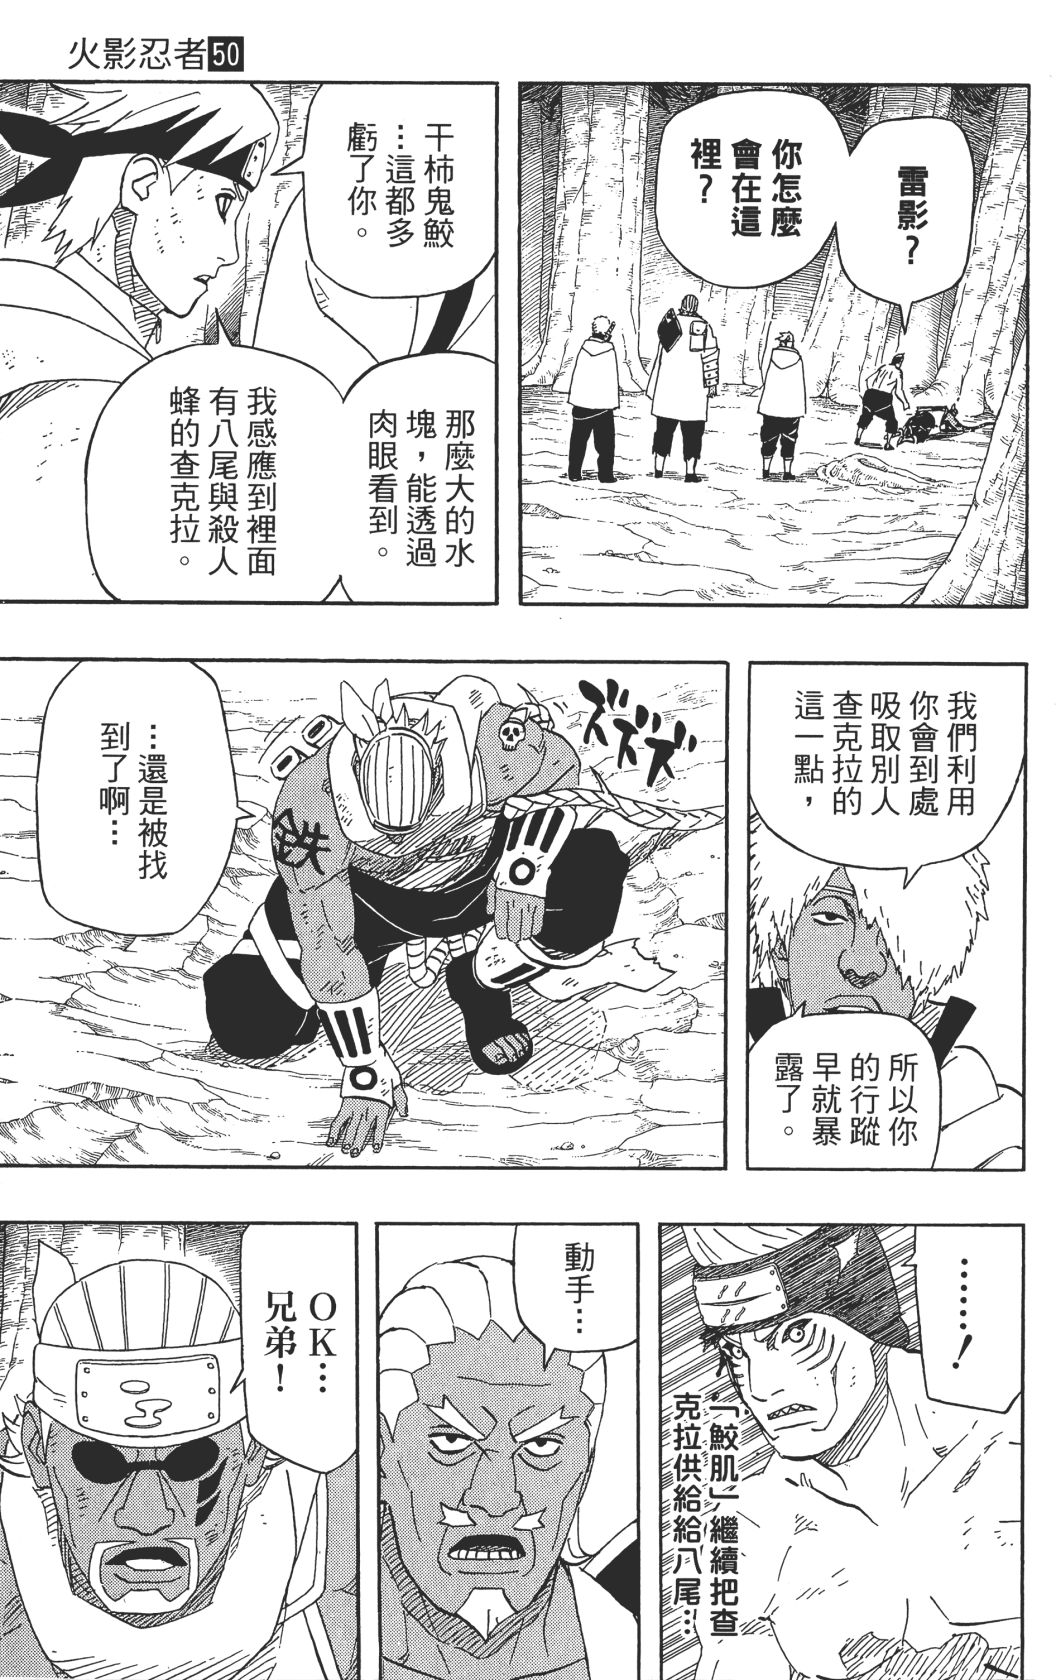 火影忍者50
雷影？
你怎麼
會在這
裡？
干柿鬼鮫
…這都多
虧了你。
那麼大的水
塊，能透過
肉眼看到。
我感應到裡面
有八尾與殺人
蜂的查克拉。
我們利用
你會到處
吸取別人
查克拉的
這一點，
所以你
的行蹤
早就暴
露了。
ズズズ
鉄
…還是被找
到了啊…
……！
「鮫肌」繼續把查
克拉供給給八尾…
動手…
OK…
兄弟！